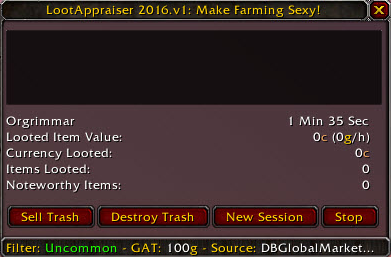 LootAppraiser 2016.v1: Make Farming Sexy!
Orgrimmar 1 Min 35 Sec
Looted Item Value: 0c (0g/h)
Currency Looted: 0c
Items Looted: 0
Noteworthy Items: 0
Sell Trash Destroy Trash New Session Stop
Filter: Uncommon - GAT: 100g - Source: DBGlobalMarket...